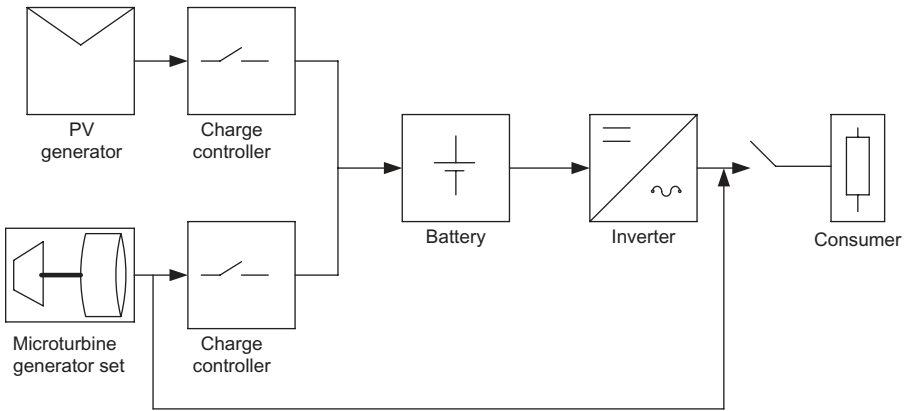 PV
generator
Charge
controller
Battery
Inverter
Consumer
Microturbine
generator set
Charge
controller